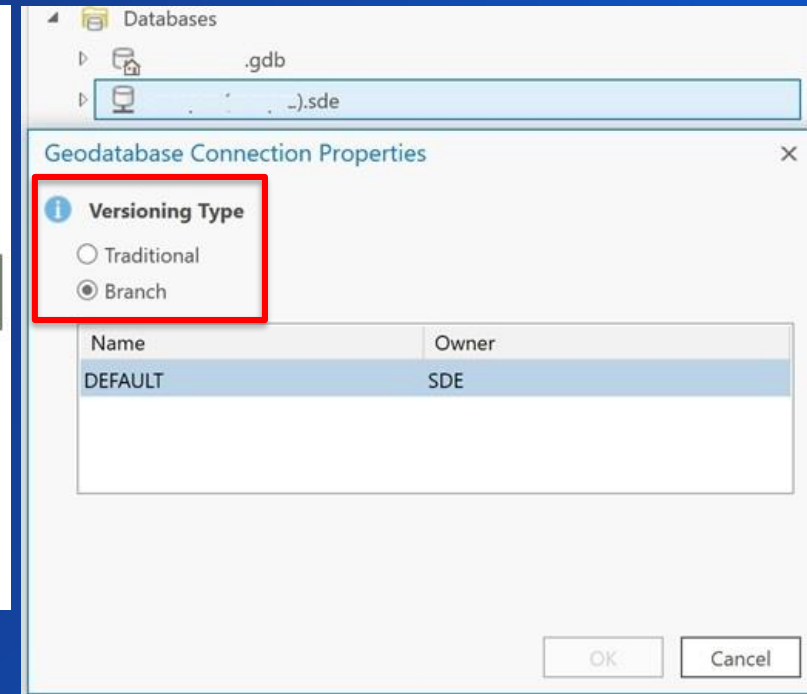 Databases
.gdb
).sde
Geodatabase Connection Properties
Versioning Type
Traditional
Branch
Name Owner
DEFAULT SDE
OK Cancel